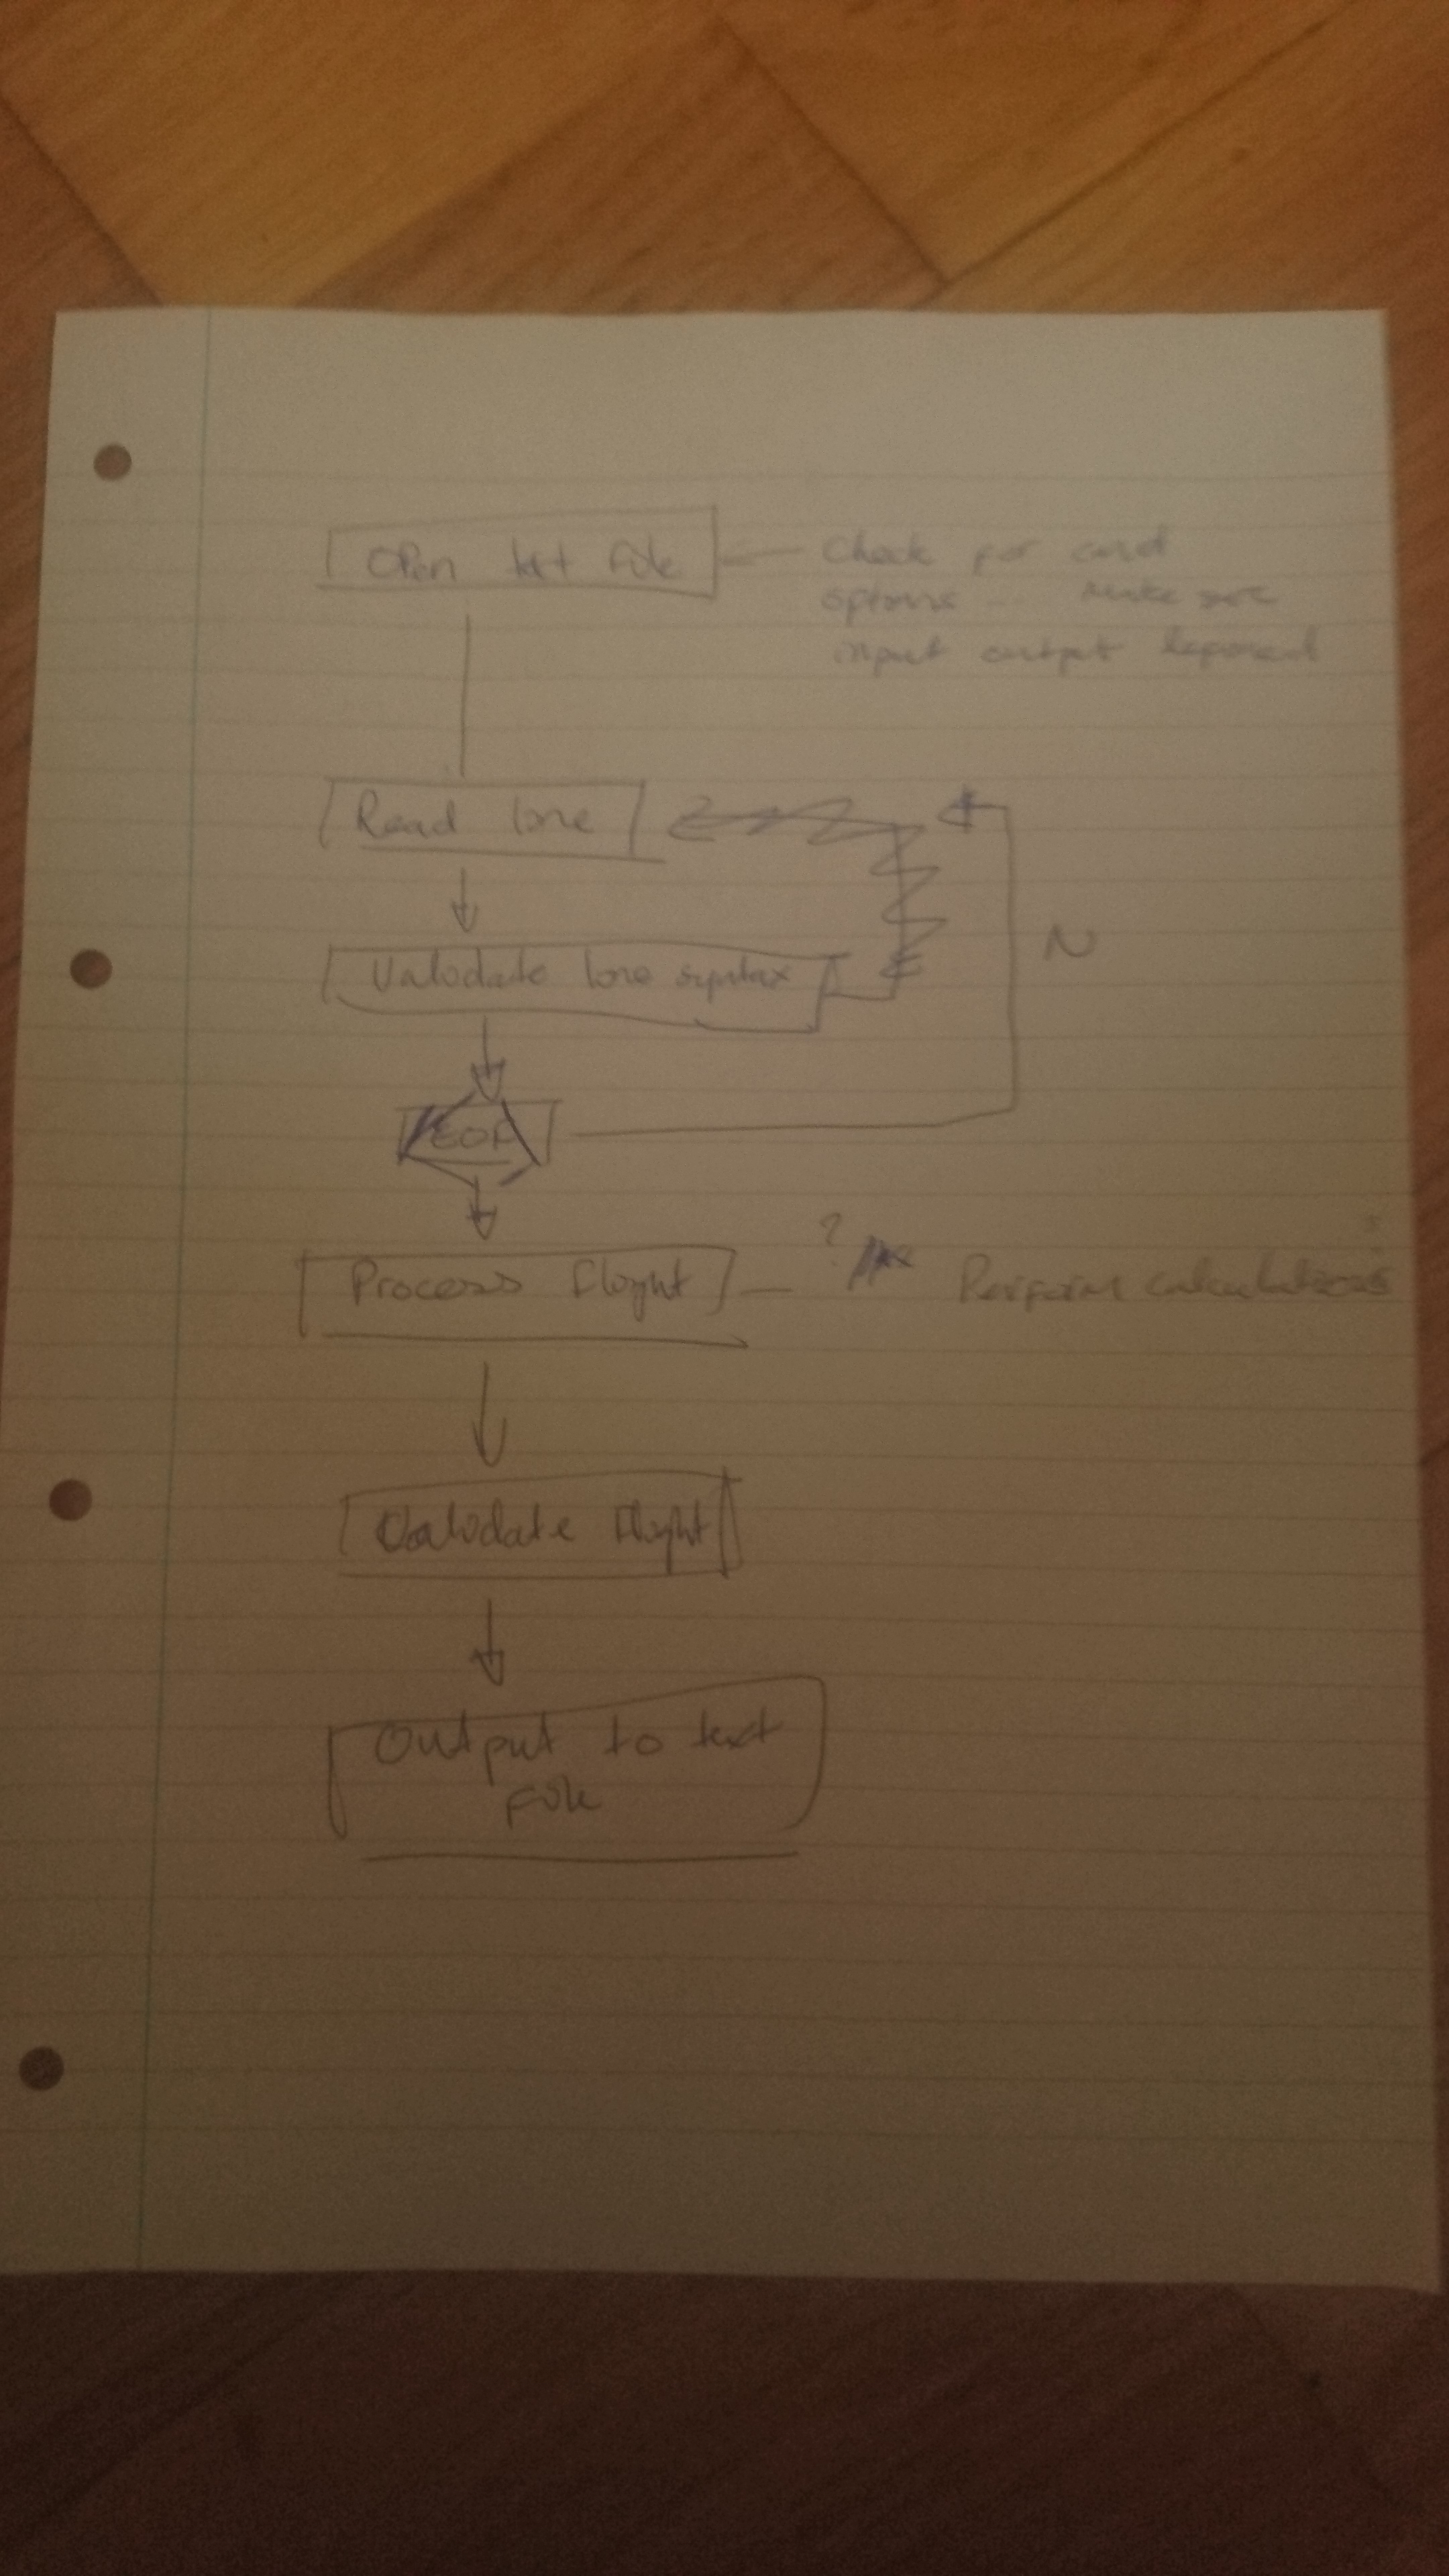 Open txt file
Check for cmd
options ... make sure
input output
Read line
Validate line syntax
N
EOF
Process flight
? Perform calculations
Validate flight
Output to text
file